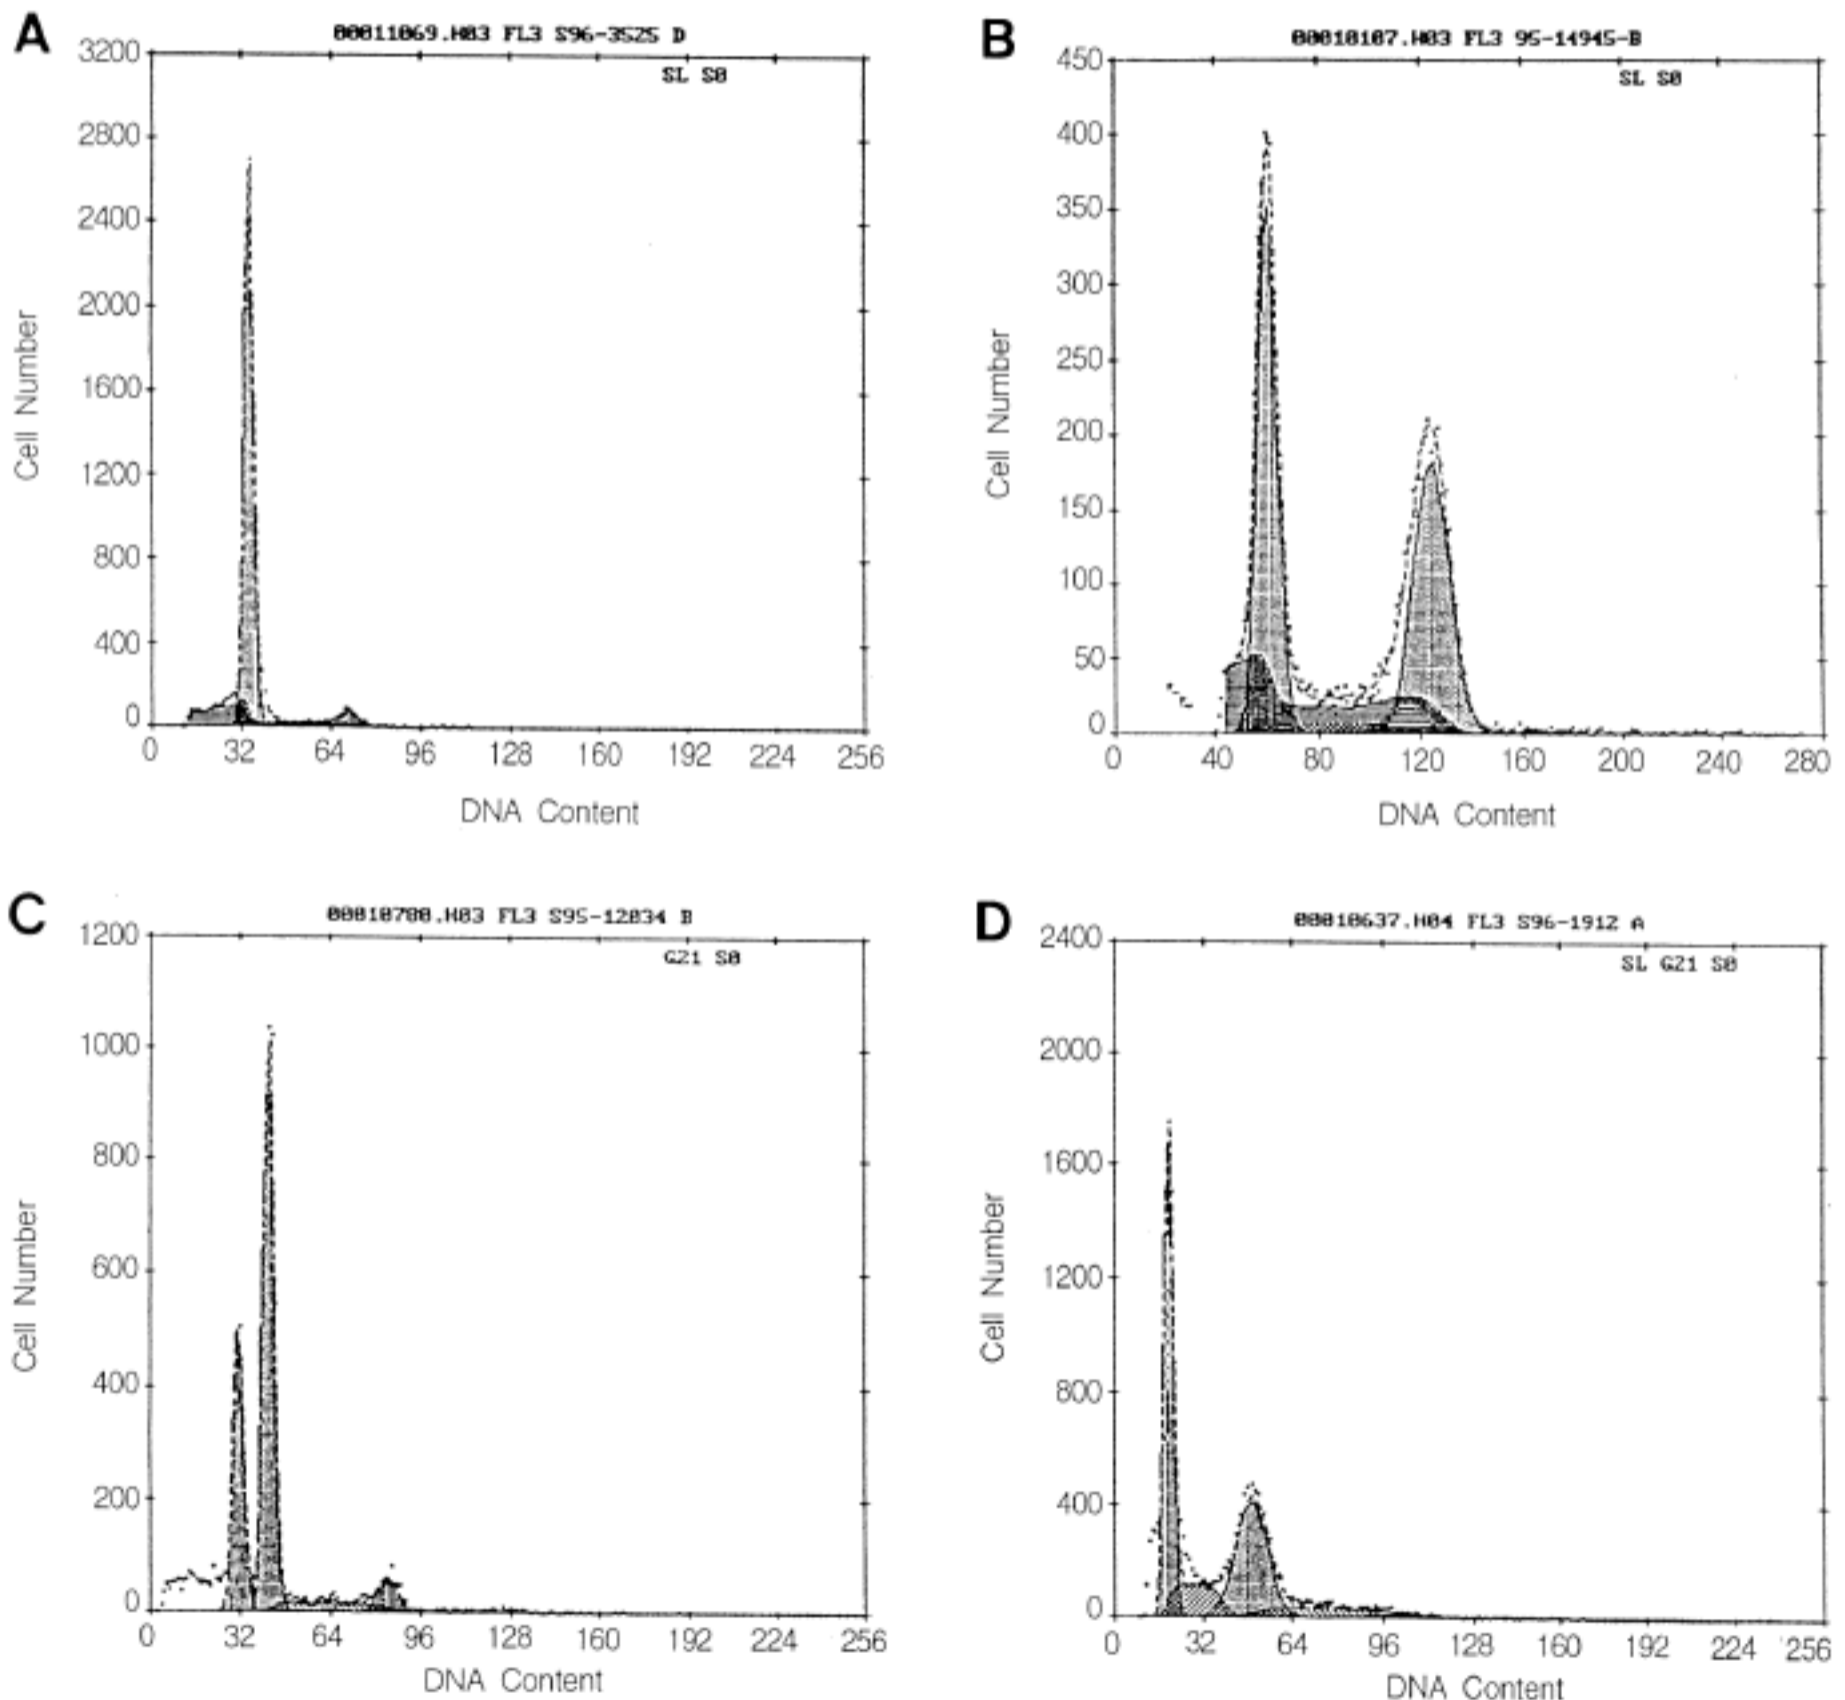 A
00011069.H03 FL3 S96-3525 D
SL S0
3200
2800
2400
2000
1600
1200
800
400
0
Cell Number
0 32 64 96 128 160 192 224 256
DNA Content
B
00010107.H03 FL3 95-14945-B
SL S0
450
400
350
300
250
200
150
100
50
0
Cell Number
0 40 80 120 160 200 240 280
DNA Content
C
00010780.H03 FL3 S95-12034 B
G21 S0
1200
1000
800
600
400
200
0
Cell Number
0 32 64 96 128 160 192 224 256
DNA Content
D
00010637.H04 FL3 S96-1912 A
SL G21 S0
2400
2000
1600
1200
800
400
0
Cell Number
0 32 64 96 128 160 192 224 256
DNA Content